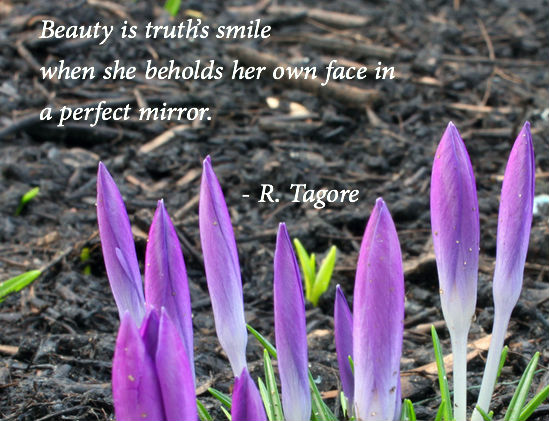 Beauty is truth's smile
when she beholds her own face in
a perfect mirror.
- R. Tagore